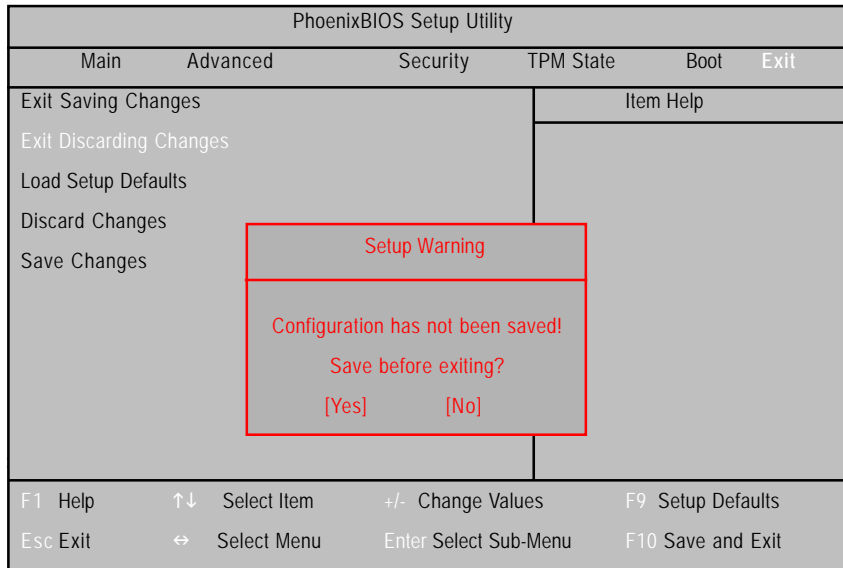 PhoenixBIOS Setup Utility
Main Advanced Security TPM State Boot Exit
Exit Saving Changes
Item Help
Exit Discarding Changes
Load Setup Defaults
Discard Changes
Save Changes
Setup Warning
Configuration has not been saved!
Save before exiting?
[Yes] [No]
F1 Help ↑↓ Select Item +/- Change Values F9 Setup Defaults
Esc Exit ↔ Select Menu Enter Select Sub-Menu F10 Save and Exit